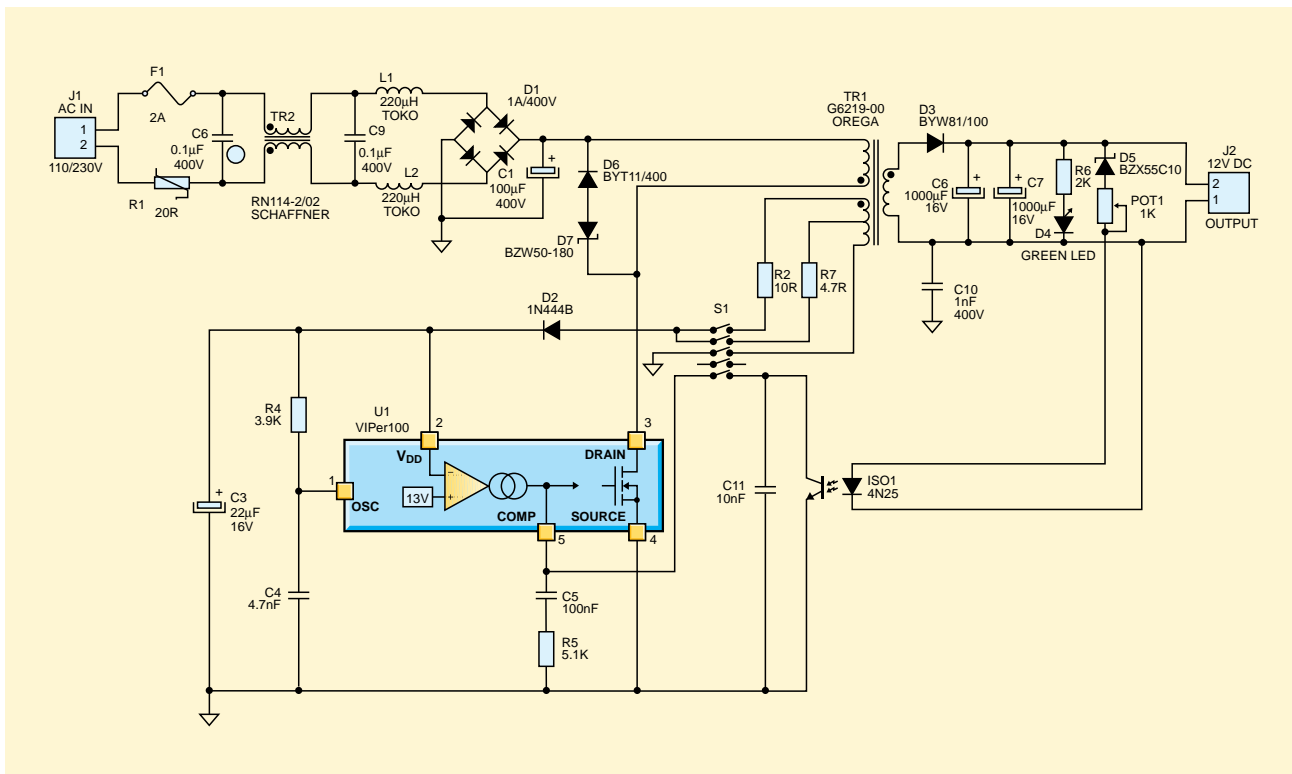 J1
AC IN
1
2
110/230V
F1
2A
C6
0.1µF
400V
R1
20R
TR2
RN114-2/02
SCHAFFNER
C9
0.1µF
400V
L1
220µH
TOKO
L2
220µH
TOKO
D1
1A/400V
C1
100µF
400V
+
D6
BYT11/400
D7
BZW50-180
TR1
G6219-00
OREGA
D3
BYW81/100
C6
1000µF
16V
+
C7
1000µF
16V
+
R6
2K
D4
GREEN LED
D5
BZX55C10
POT1
1K
J2
12V DC
2
1
OUTPUT
C10
1nF
400V
R2
10R
R7
4.7R
S1
D2
1N444B
R4
3.9K
U1
VIPer100
2
VDD
3
DRAIN
1
OSC
13V
−
+
COMP
5
SOURCE
4
C3
22µF
16V
+
C4
4.7nF
C5
100nF
R5
5.1K
C11
10nF
ISO1
4N25